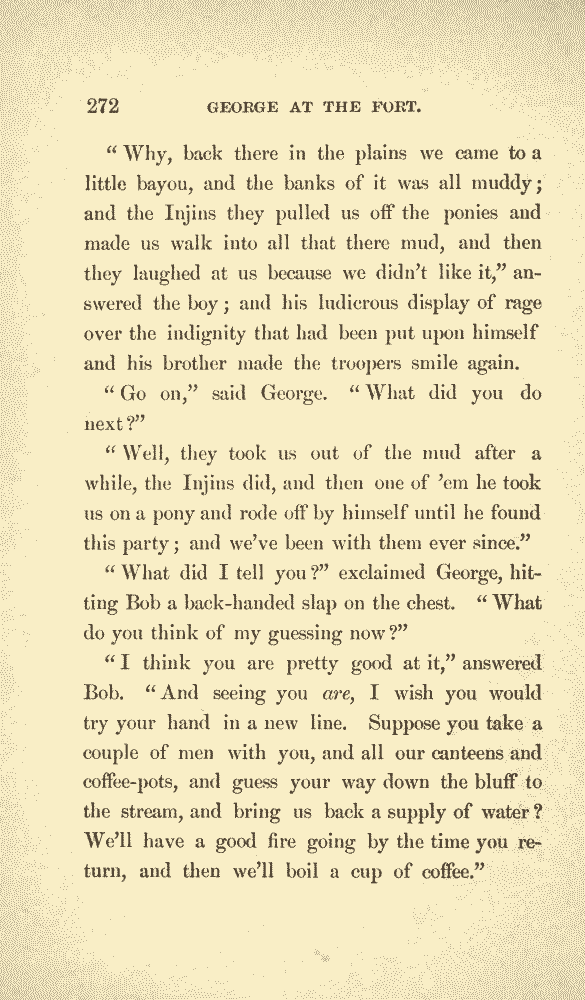 272 GEORGE AT THE FORT.
“ Why, back there in the plains we came to a
little bayou, and the banks of it was all muddy ;
and the Injins they pulled us off the ponies and
made us walk into all that there mud, and then
they laughed at us because we didn’t like it,” an-
swered the boy ; and his ludicrous display of rage
over the indignity that had been put upon himself
and his brother made the troopers smile again.
“ Go on,” said George. “ What did you do
next ?”
“ Well, they took us out of the mud after a
while, the Injins did, and then one of ’em he took
us on a pony and rode off by himself until he found
this party ; and we’ve been with them ever since.”
“ What did I tell you ?” exclaimed George, hit-
ting Bob a back-handed slap on the chest. “ What
do you think of my guessing now ?”
“ I think you are pretty good at it,” answered
Bob. “ And seeing you are, I wish you would
try your hand in a new line. Suppose you take a
couple of men with you, and all our canteens and
coffee-pots, and guess your way down the bluff to
the stream, and bring us back a supply of water ?
We’ll have a good fire going by the time you re-
turn, and then we’ll boil a cup of coffee.”